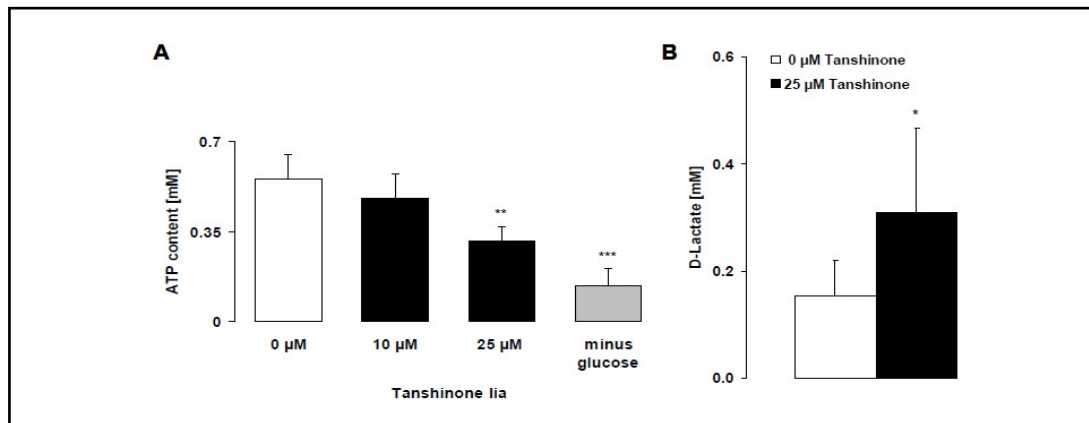 A
ATP content [mM]
0.7
0.35
0
**
***
0 µM
10 µM
25 µM
minus
glucose
Tanshinone Iia
B
D-Lactate [mM]
0.6
0.4
0.2
0.0
0 µM Tanshinone
25 µM Tanshinone
*